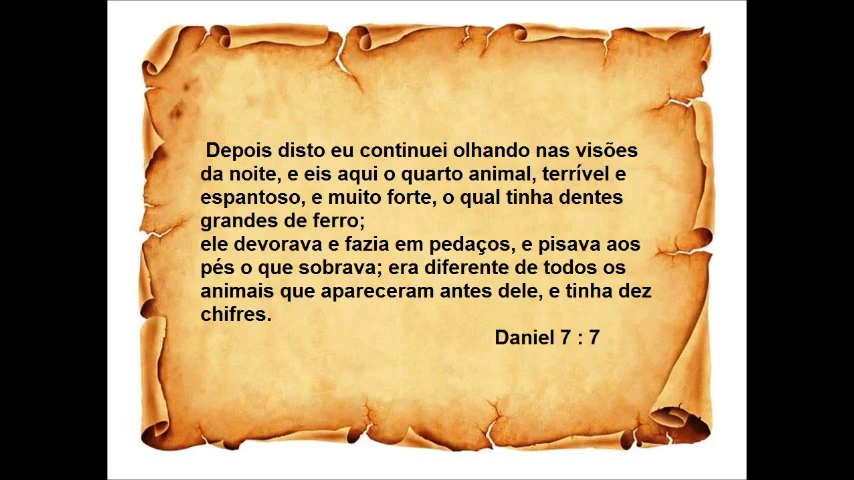 Depois disto eu continuei olhando nas visões
da noite, e eis aqui o quarto animal, terrível e
espantoso, e muito forte, o qual tinha dentes
grandes de ferro;
ele devorava e fazia em pedaços, e pisava aos
pés o que sobrava; era diferente de todos os
animais que apareceram antes dele, e tinha dez
chifres.
Daniel 7 : 7